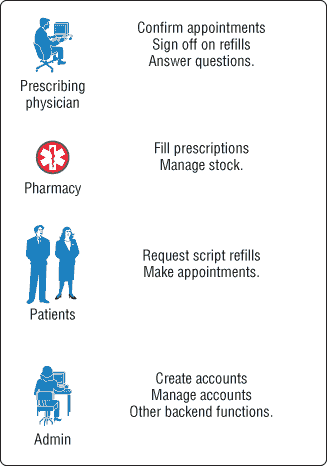 Confirm appointments
Sign off on refills
Answer questions.
Prescribing
physician
Fill prescriptions
Manage stock.
Pharmacy
Request script refills
Make appointments.
Patients
Create accounts
Manage accounts
Other backend functions.
Admin